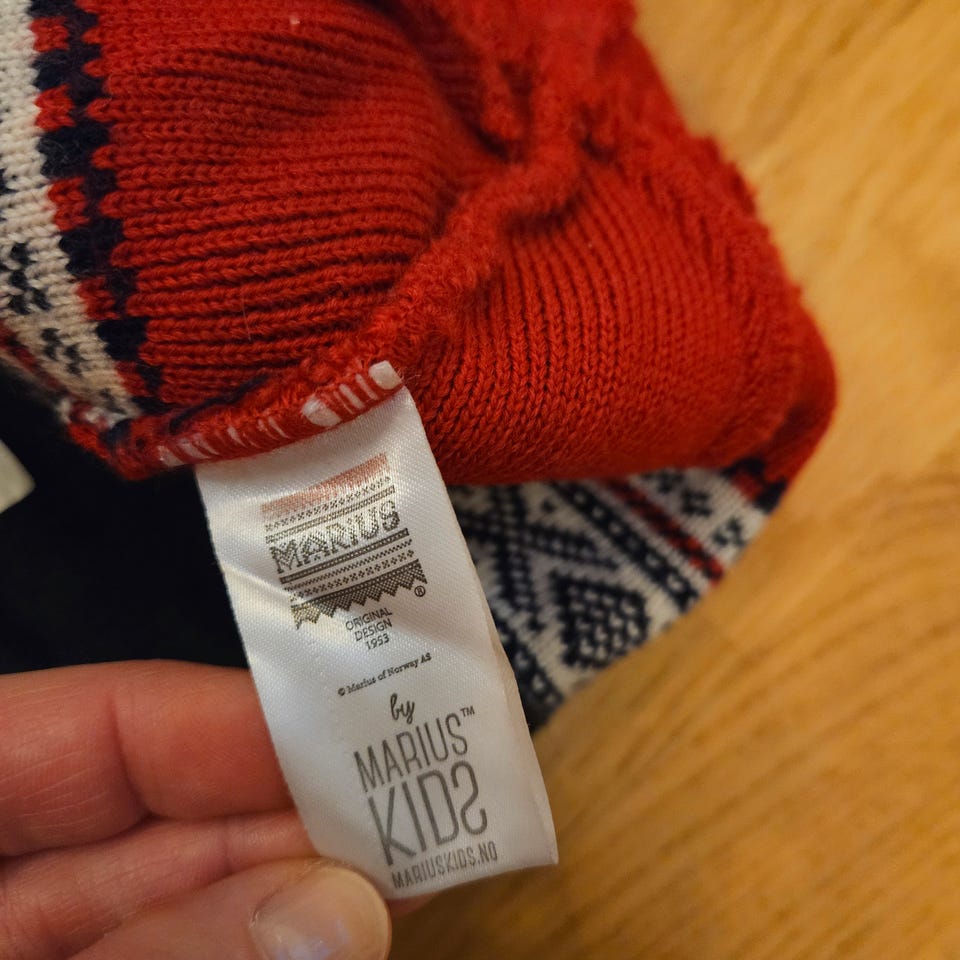 MARIUS
®
ORIGINAL
DESIGN
1953
© Marius of Norway AS
by
MARIUS™
KIDS
MARIUSKIDS.NO